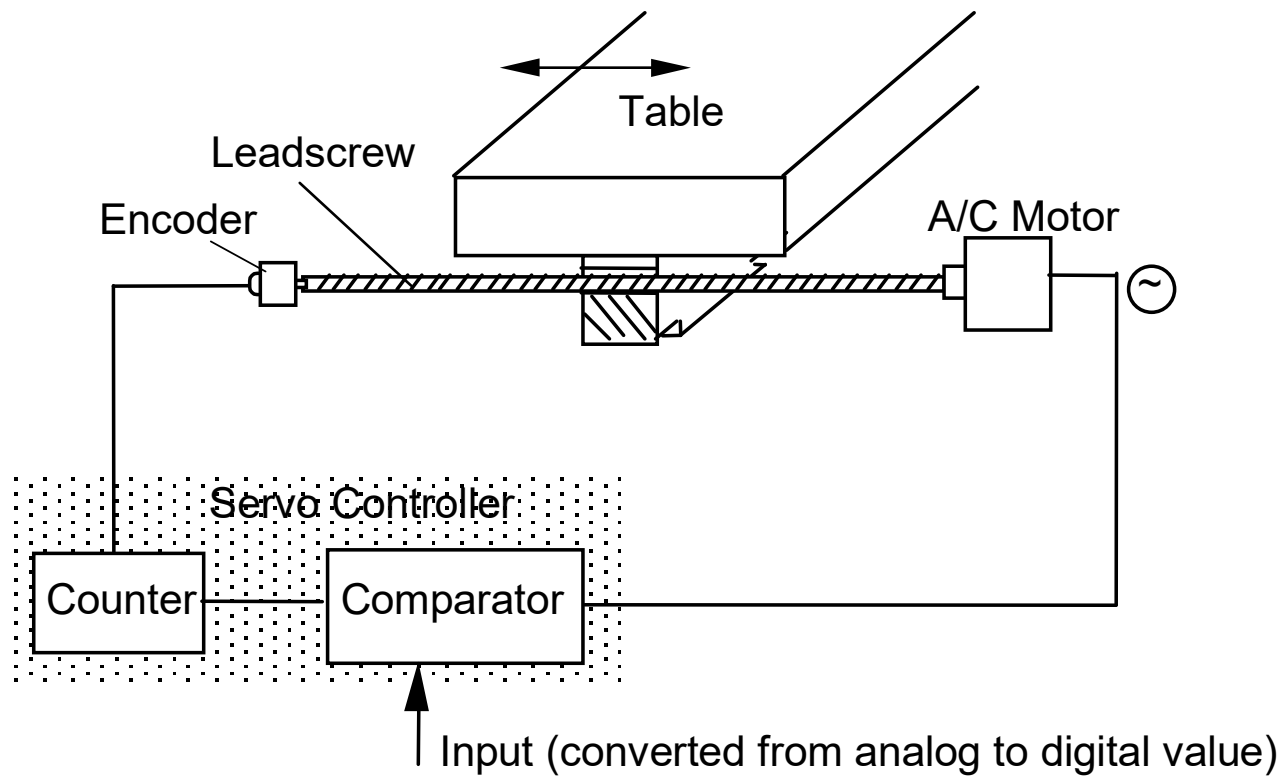 Table
Leadscrew
Encoder
A/C Motor
~
Servo Controller
Counter
Comparator
Input (converted from analog to digital value)